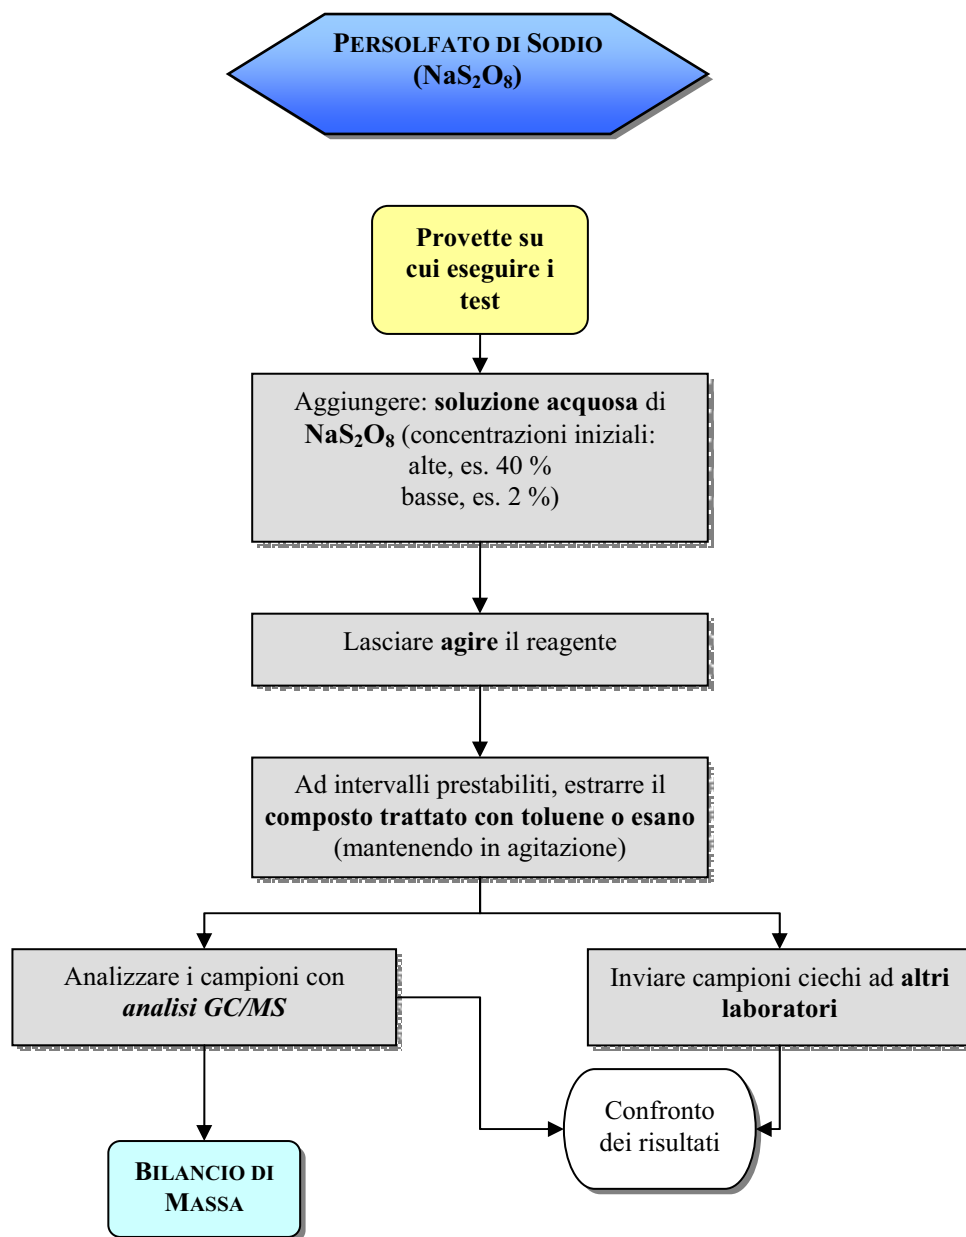 PERSOLFATO DI SODIO
(NaS₂O₈)
Provette su
cui eseguire i
test
Aggiungere: soluzione acquosa di
NaS₂O₈ (concentrazioni iniziali:
alte, es. 40 %
basse, es. 2 %)
Lasciare agire il reagente
Ad intervalli prestabiliti, estrarre il
composto trattato con toluene o esano
(mantenendo in agitazione)
Analizzare i campioni con
analisi GC/MS
Inviare campioni ciechi ad altri
laboratori
Confronto
dei risultati
BILANCIO DI
MASSA